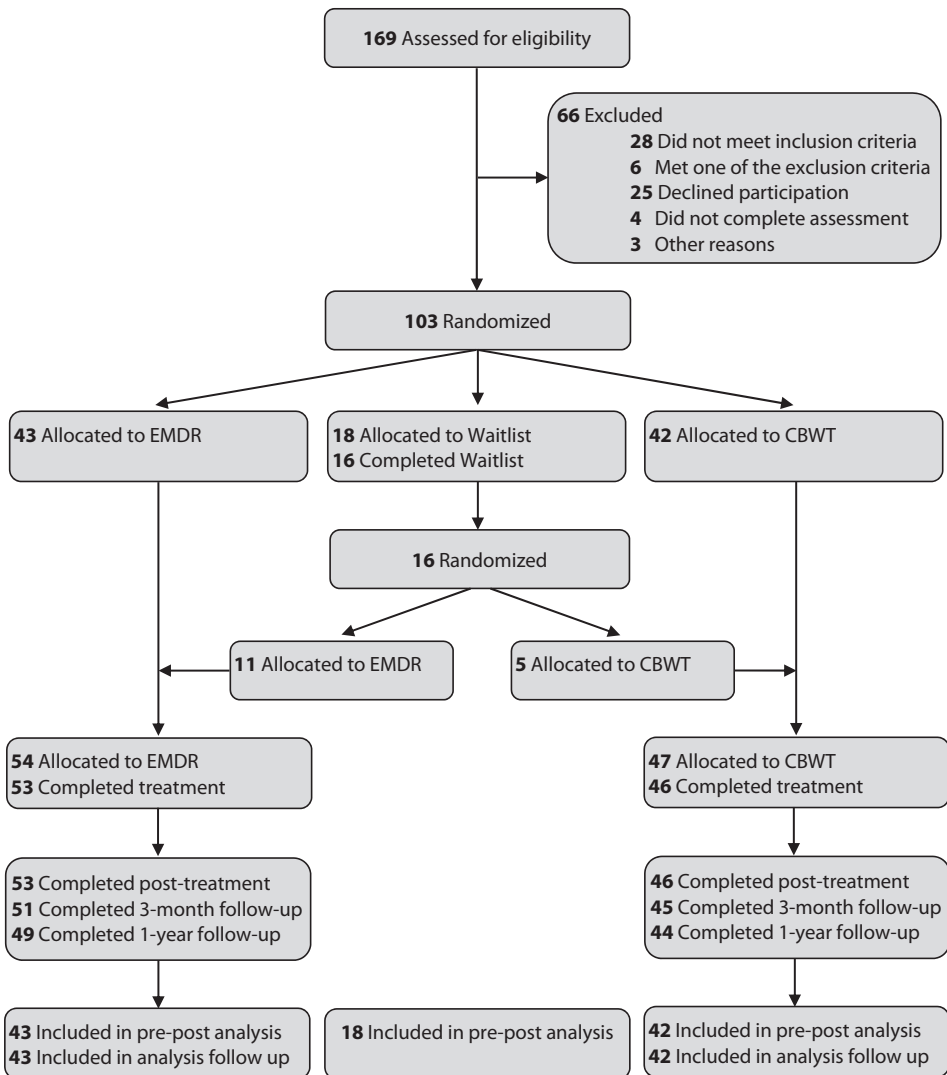 169 Assessed for eligibility
66 Excluded
28 Did not meet inclusion criteria
6 Met one of the exclusion criteria
25 Declined participation
4 Did not complete assessment
3 Other reasons
103 Randomized
43 Allocated to EMDR
18 Allocated to Waitlist
16 Completed Waitlist
42 Allocated to CBWT
16 Randomized
11 Allocated to EMDR
5 Allocated to CBWT
54 Allocated to EMDR
53 Completed treatment
47 Allocated to CBWT
46 Completed treatment
53 Completed post-treatment
51 Completed 3-month follow-up
49 Completed 1-year follow-up
46 Completed post-treatment
45 Completed 3-month follow-up
44 Completed 1-year follow-up
43 Included in pre-post analysis
43 Included in analysis follow up
18 Included in pre-post analysis
42 Included in pre-post analysis
42 Included in analysis follow up